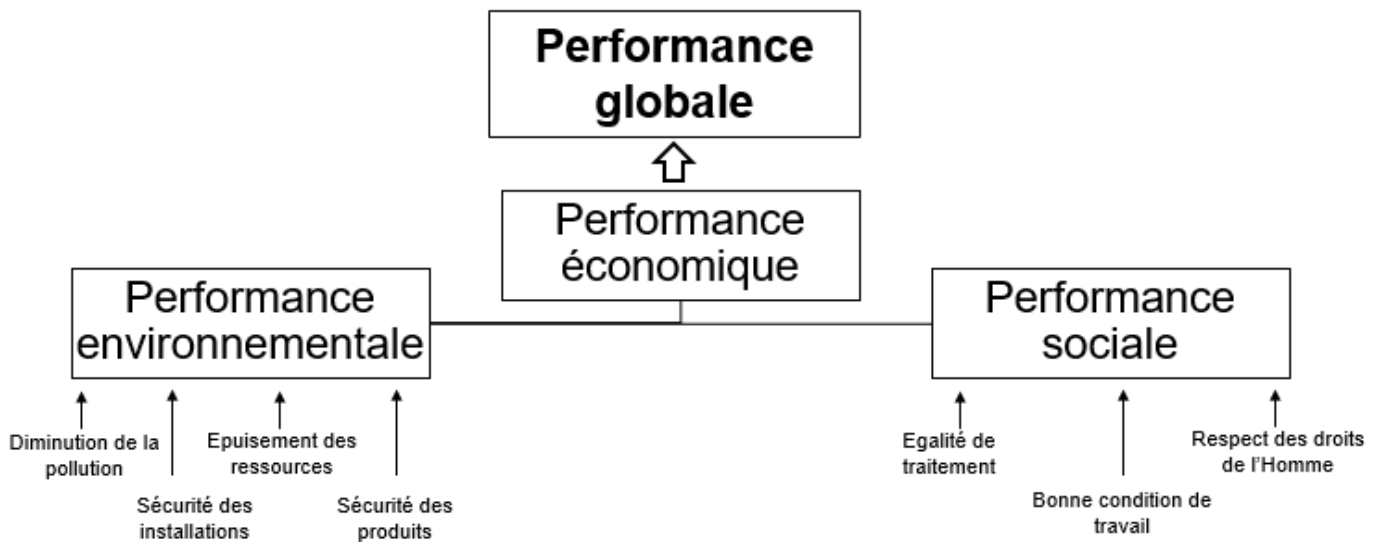 Performance
globale
Performance
économique
Performance
environnementale
Performance
sociale
Diminution de la
pollution
Sécurité des
installations
Epuisement des
ressources
Sécurité des
produits
Egalité de
traitement
Bonne condition de
travail
Respect des droits
de l'Homme